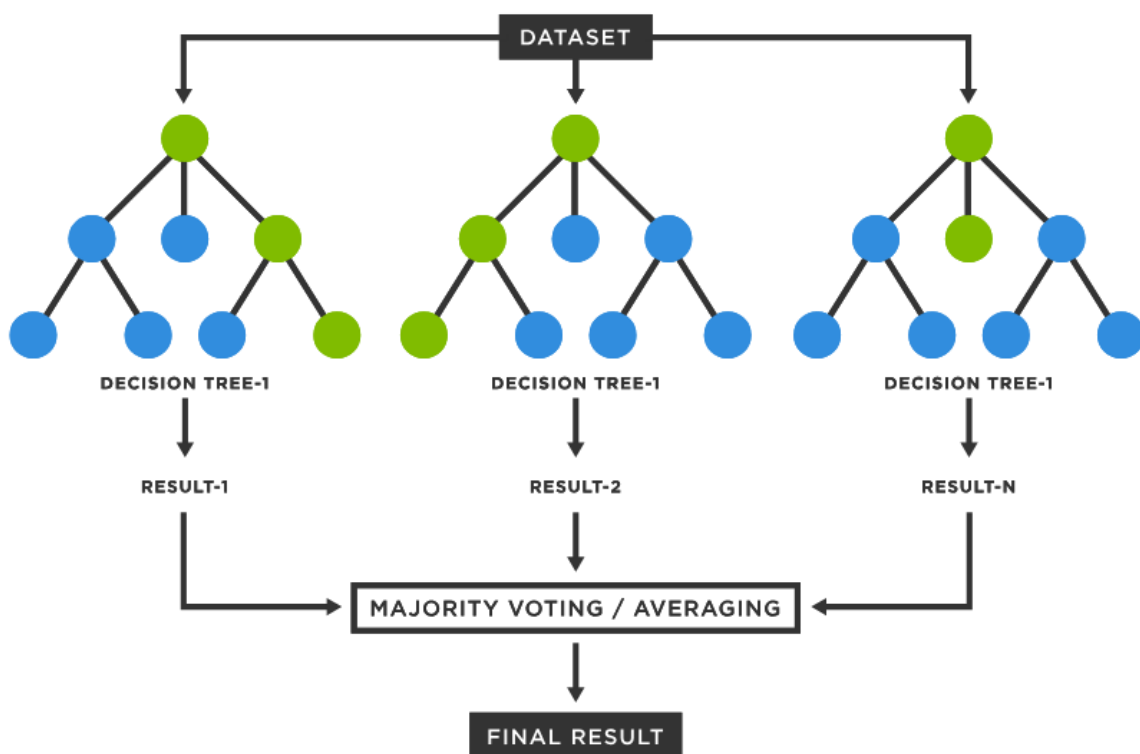 DATASET
DECISION TREE-1
DECISION TREE-1
DECISION TREE-1
RESULT-1
RESULT-2
RESULT-N
MAJORITY VOTING / AVERAGING
FINAL RESULT